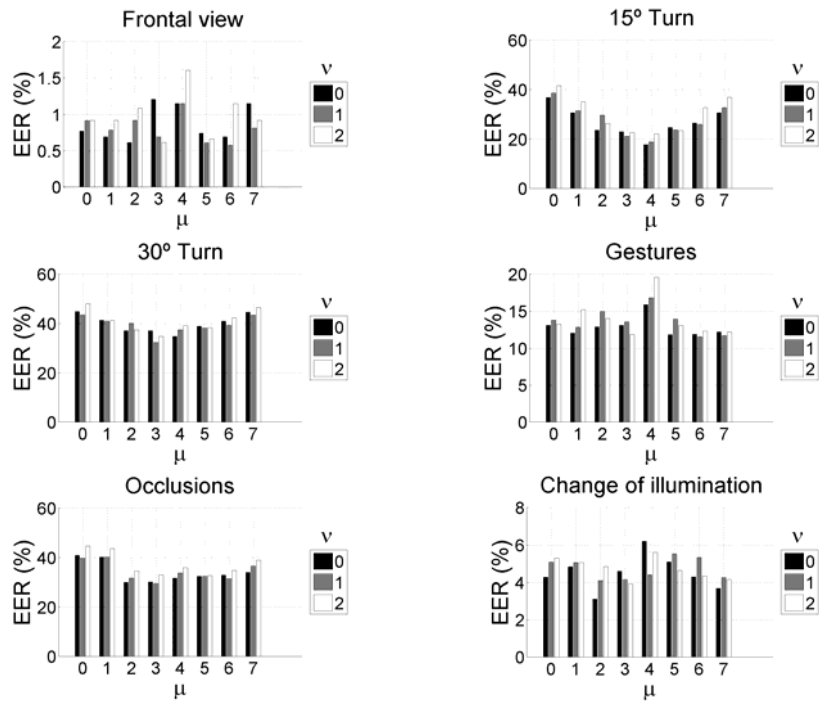 Frontal view
2
1.5
1
0.5
0
EER (%)
0 1 2 3 4 5 6 7
μ
ν
0
1
2
15º Turn
60
40
20
0
EER (%)
0 1 2 3 4 5 6 7
μ
ν
0
1
2
30º Turn
60
40
20
0
EER (%)
0 1 2 3 4 5 6 7
μ
ν
0
1
2
Gestures
20
15
10
5
0
EER (%)
0 1 2 3 4 5 6 7
μ
ν
0
1
2
Occlusions
60
40
20
0
EER (%)
0 1 2 3 4 5 6 7
μ
ν
0
1
2
Change of illumination
8
6
4
2
0
EER (%)
0 1 2 3 4 5 6 7
μ
ν
0
1
2